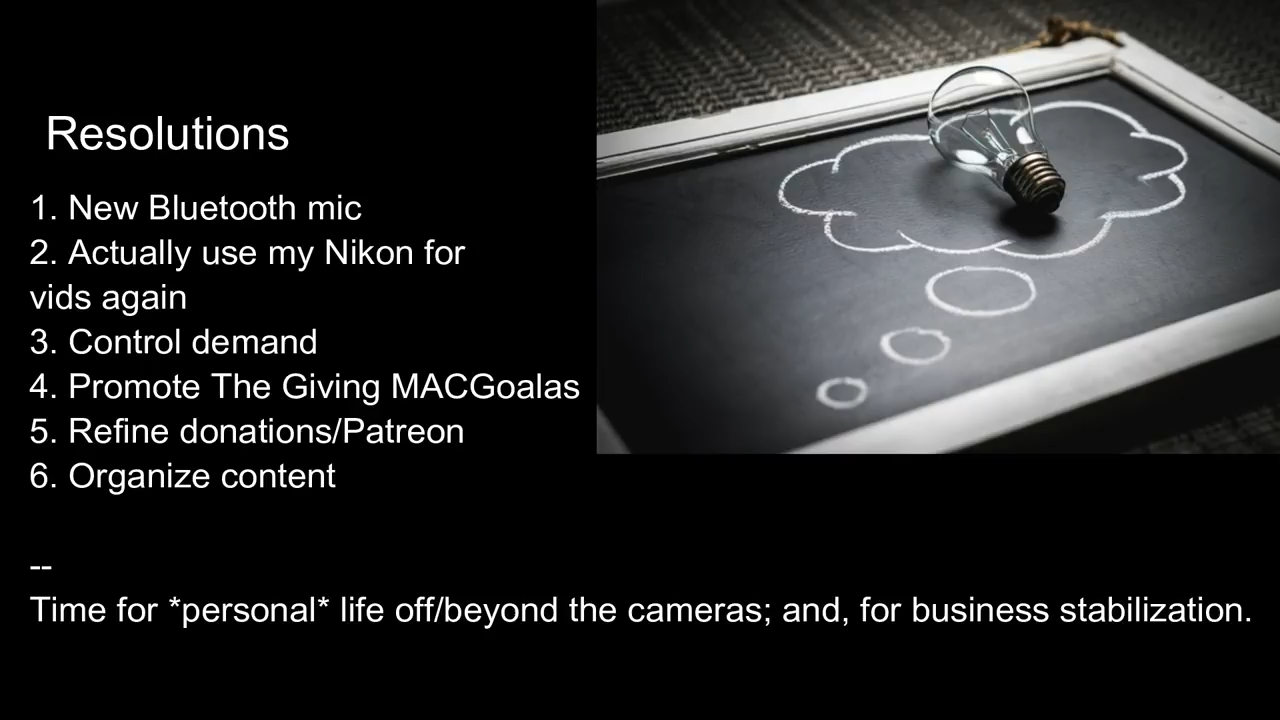 Resolutions
1. New Bluetooth mic
2. Actually use my Nikon for
vids again
3. Control demand
4. Promote The Giving MACGoalas
5. Refine donations/Patreon
6. Organize content
--
Time for *personal* life off/beyond the cameras; and, for business stabilization.